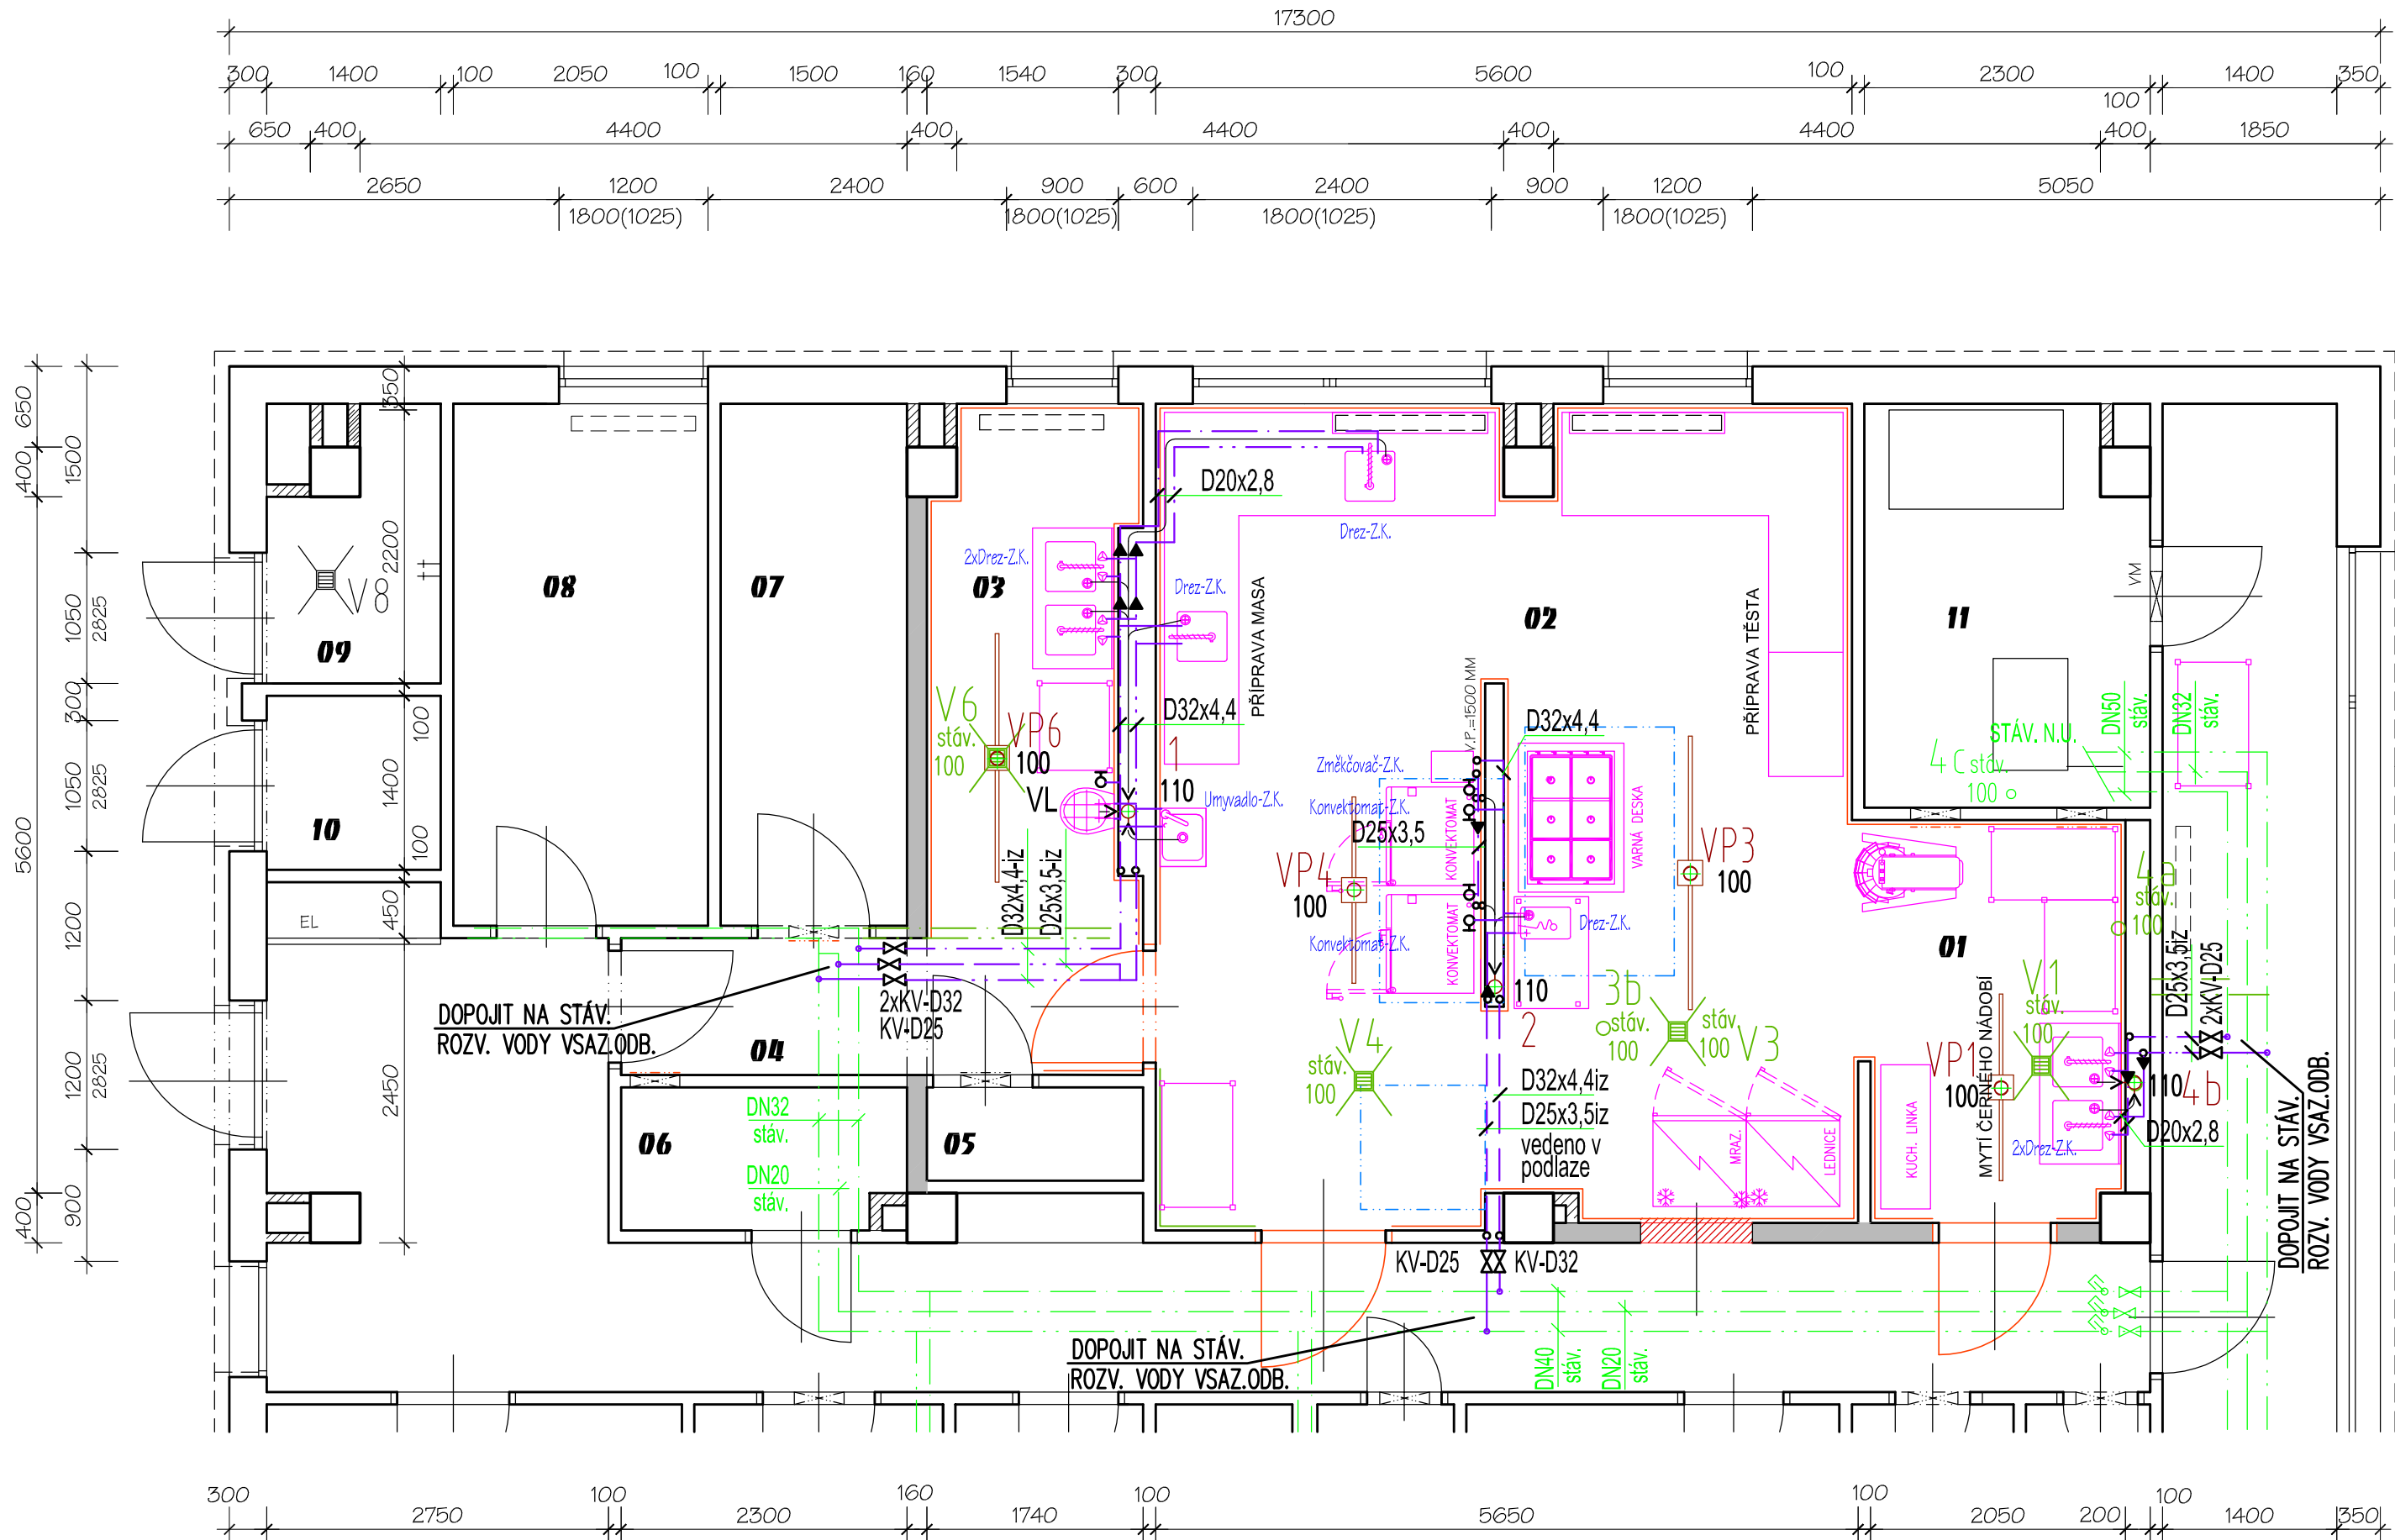 17300
300 1400 100 2050 100 1500 160 1540 300 5600 100 2300 100 1400 350
650 400 4400 400 4400 400 4400 400 1850
2650 1200 2400 900 600 2400 900 1200 5050
1800(1025) 1800(1025) 1800(1025) 1800(1025)
650
400
5600
400
1500
1050
2825
300
1050
2825
1200
1200
2825
900
350
2200
100
1400
100
450
2450
V8
09
10
EL
08
07
03
2xDrez-Z.K.
V6
stáv.
100
VP6
100
VL
D32x4,4-iz
D25x3,5-iz
D20x2,8
Drez-Z.K.
Drez-Z.K.
PŘÍPRAVA MASA
D32x4,4
1
110
Umyvadlo-Z.K.
02
PŘÍPRAVA TĚSTA
V.P.=1500 MM
D32x4,4
Změkčovač-Z.K.
Konvektomat-Z.K.
KONVEKTOMAT
D25x3,5
VP4
100
Konvektomat-Z.K.
KONVEKTOMAT
VARNÁ DESKA
VP3
100
Drez-Z.K.
110
2
3b
stáv.
100
stáv.
100
V3
V4
stáv.
100
D32x4,4iz
D25x3,5iz
vedeno v
podlaze
MRAZ.
LEDNICE
11
VM
STÁV. N.U.
DN50
stáv.
DN32
stáv.
4c stáv.
100
4a
stáv.
100
01
V1
stáv.
100
MYTÍ ČERNÉHO NÁDOBÍ
VP1
100
KUCH. LINKA
2xDrez-Z.K.
110
4b
D20x2,8
D25x3,5iz
2xKV-D25
DOPOJIT NA STÁV.
ROZV. VODY VSAZ.ODB.
DOPOJIT NA STÁV.
ROZV. VODY VSAZ.ODB.
2xKV-D32
KV-D25
04
06
05
DN32
stáv.
DN20
stáv.
KV-D25
KV-D32
DOPOJIT NA STÁV.
ROZV. VODY VSAZ.ODB.
DN40
stáv.
DN20
stáv.
300 2750 100 2300 160 1740 100 5650 100 2050 200 100 1400 350